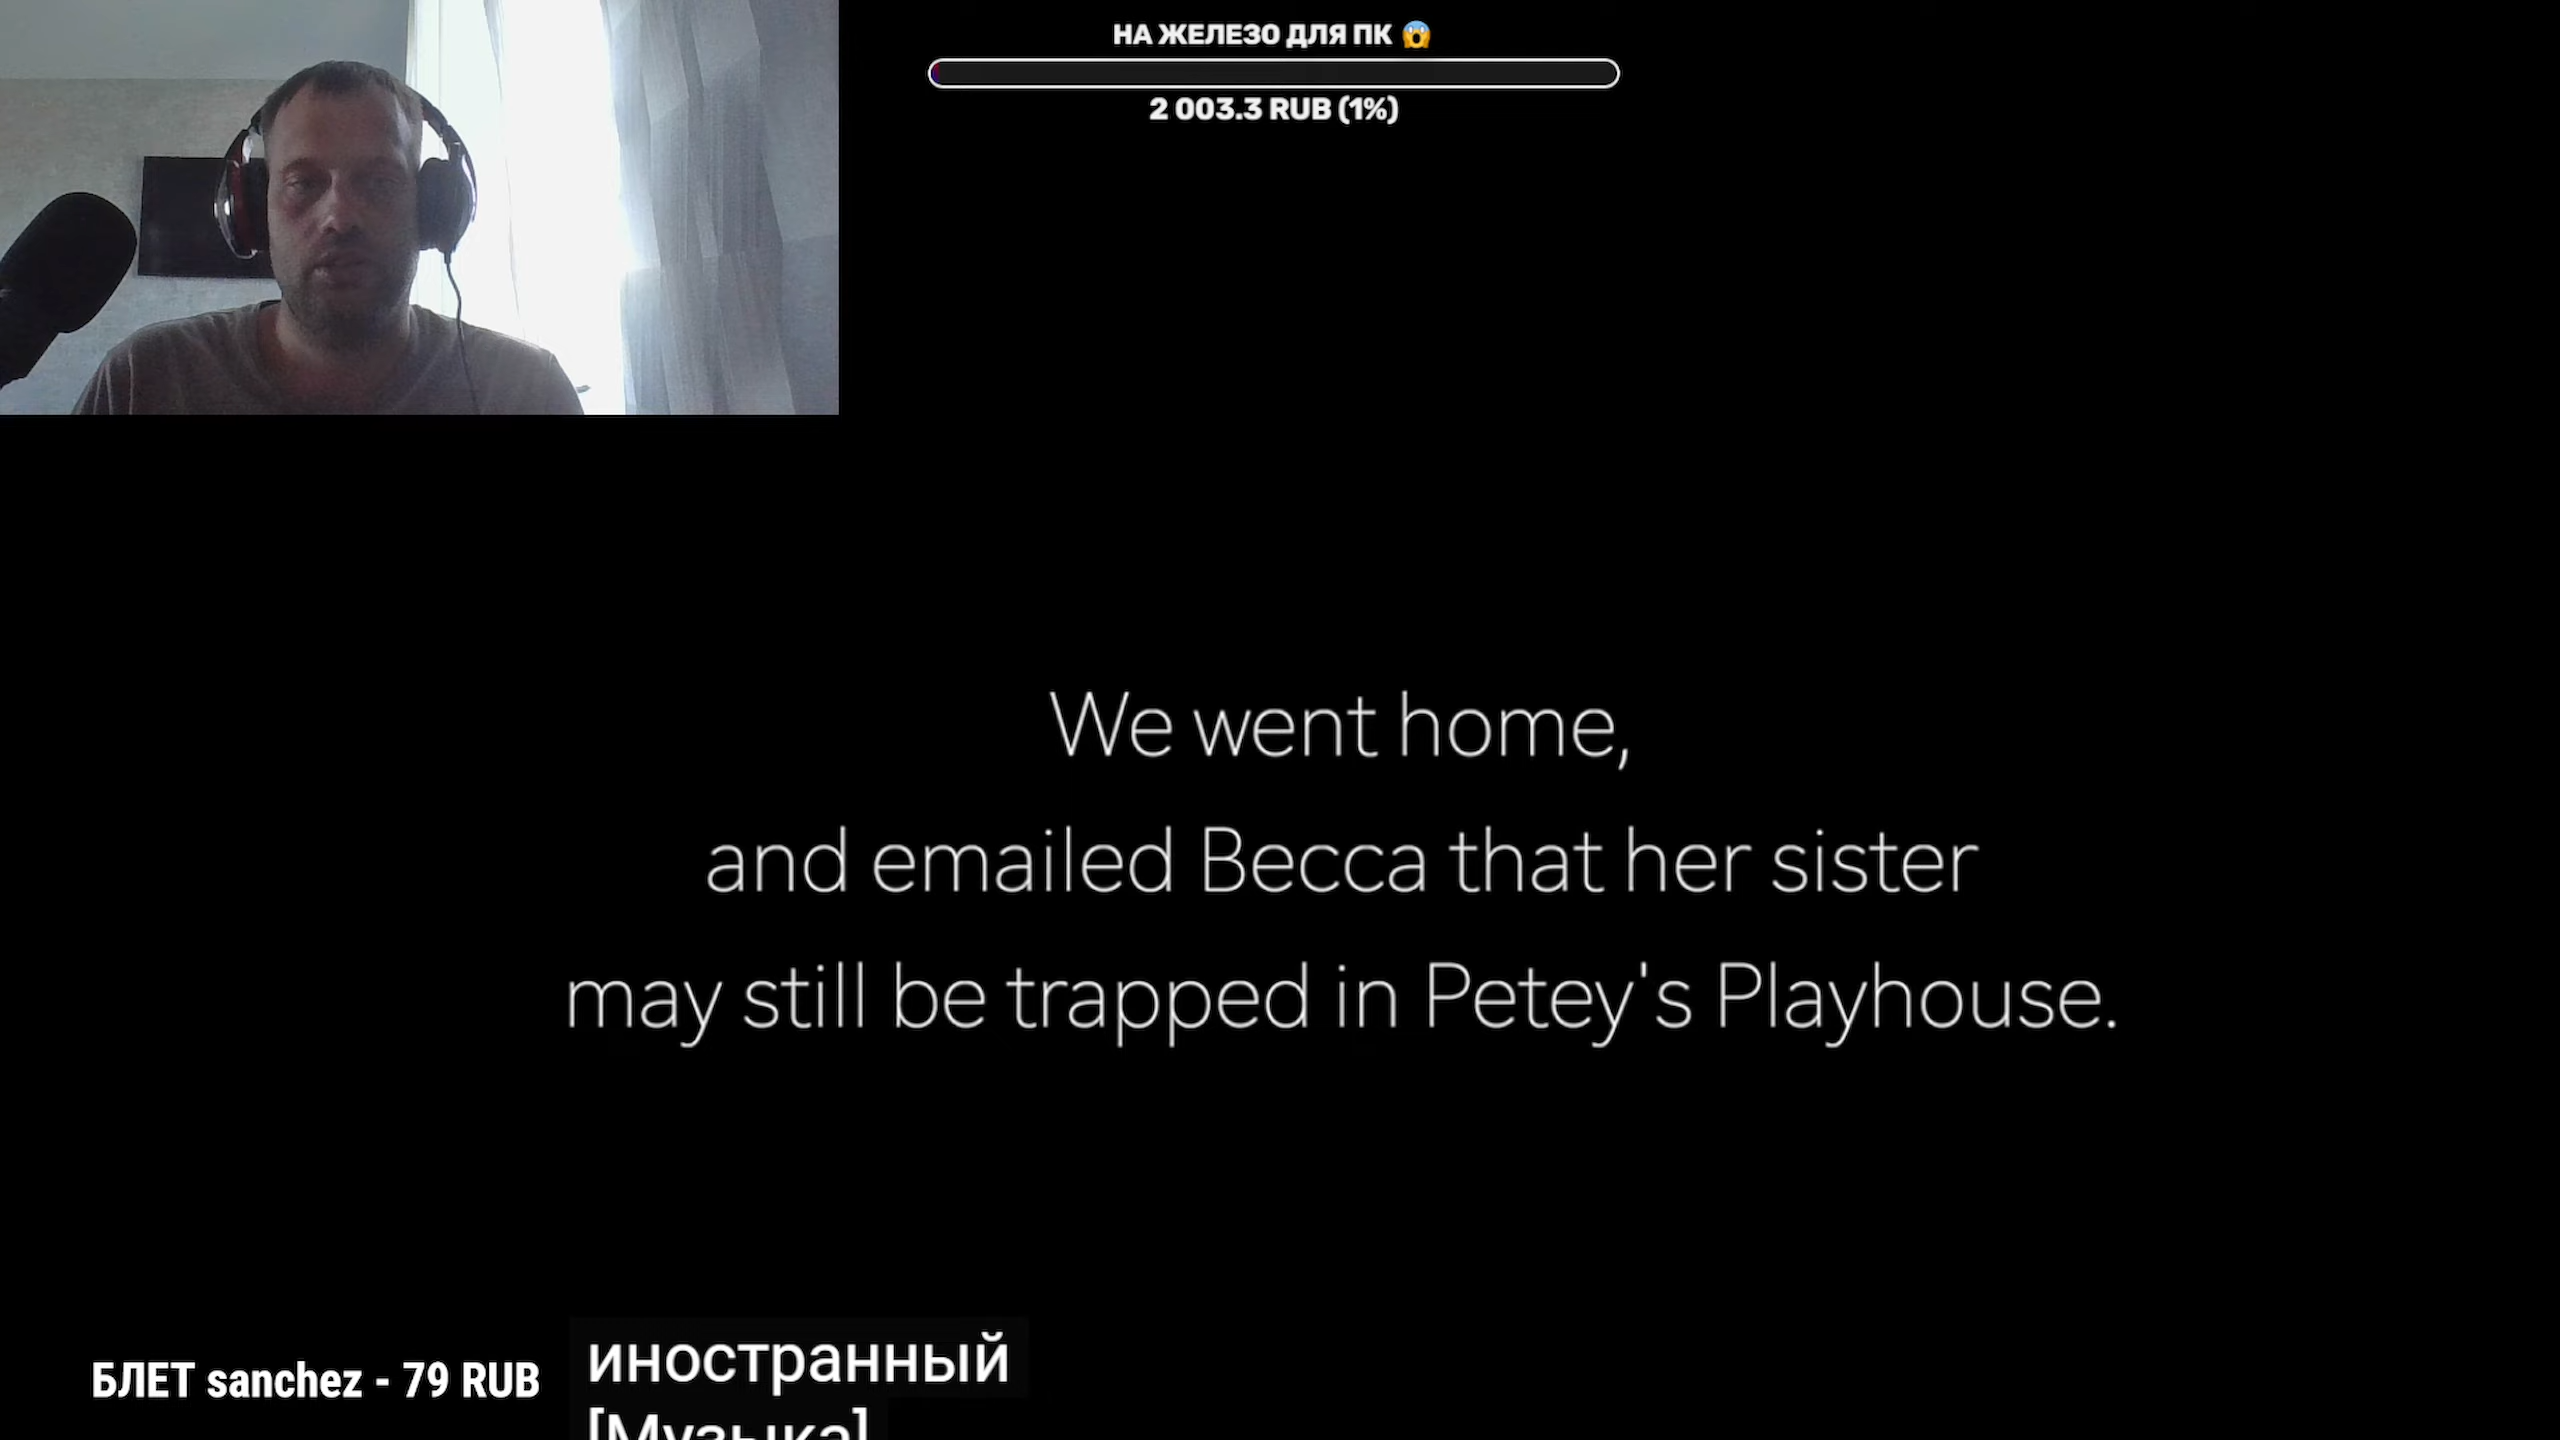 НА ЖЕЛЕЗО ДЛЯ ПК 😱
2 003.3 RUB (1%)
We went home,
and emailed Becca that her sister
may still be trapped in Petey's Playhouse.
БЛЕТ sanchez - 79 RUB
иностранный
[Музыка]